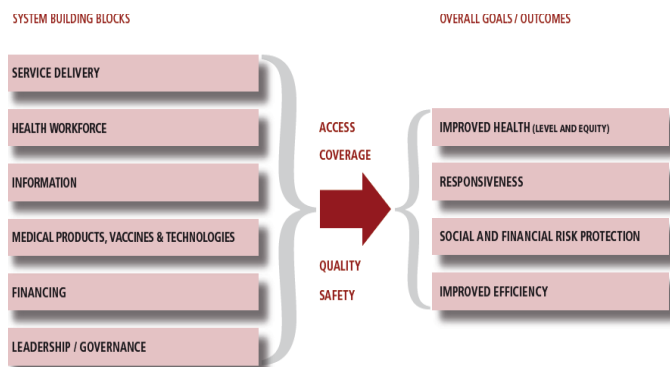 SYSTEM BUILDING BLOCKS
OVERALL GOALS / OUTCOMES
SERVICE DELIVERY
HEALTH WORKFORCE
INFORMATION
MEDICAL PRODUCTS, VACCINES & TECHNOLOGIES
FINANCING
LEADERSHIP / GOVERNANCE
ACCESS
COVERAGE
QUALITY
SAFETY
IMPROVED HEALTH (LEVEL AND EQUITY)
RESPONSIVENESS
SOCIAL AND FINANCIAL RISK PROTECTION
IMPROVED EFFICIENCY